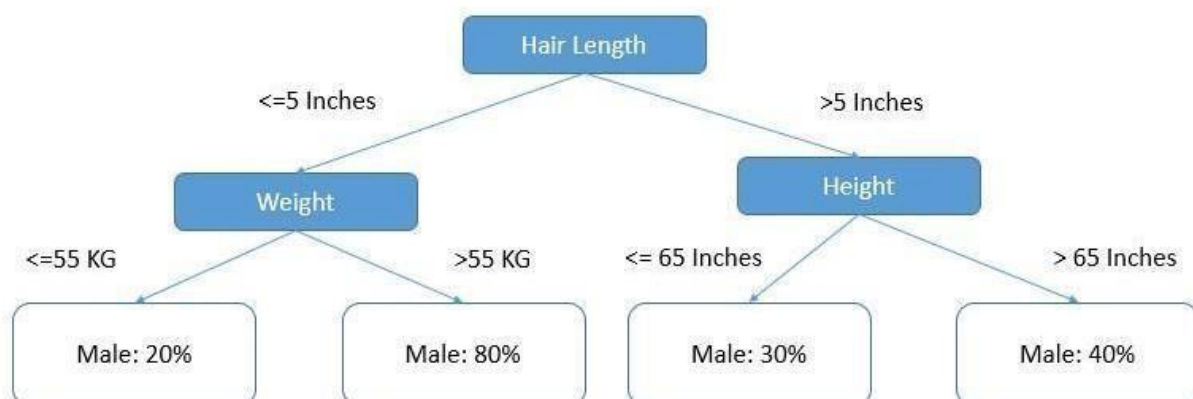 Hair Length
<=5 Inches
>5 Inches
Weight
Height
<=55 KG
>55 KG
<= 65 Inches
> 65 Inches
Male: 20%
Male: 80%
Male: 30%
Male: 40%